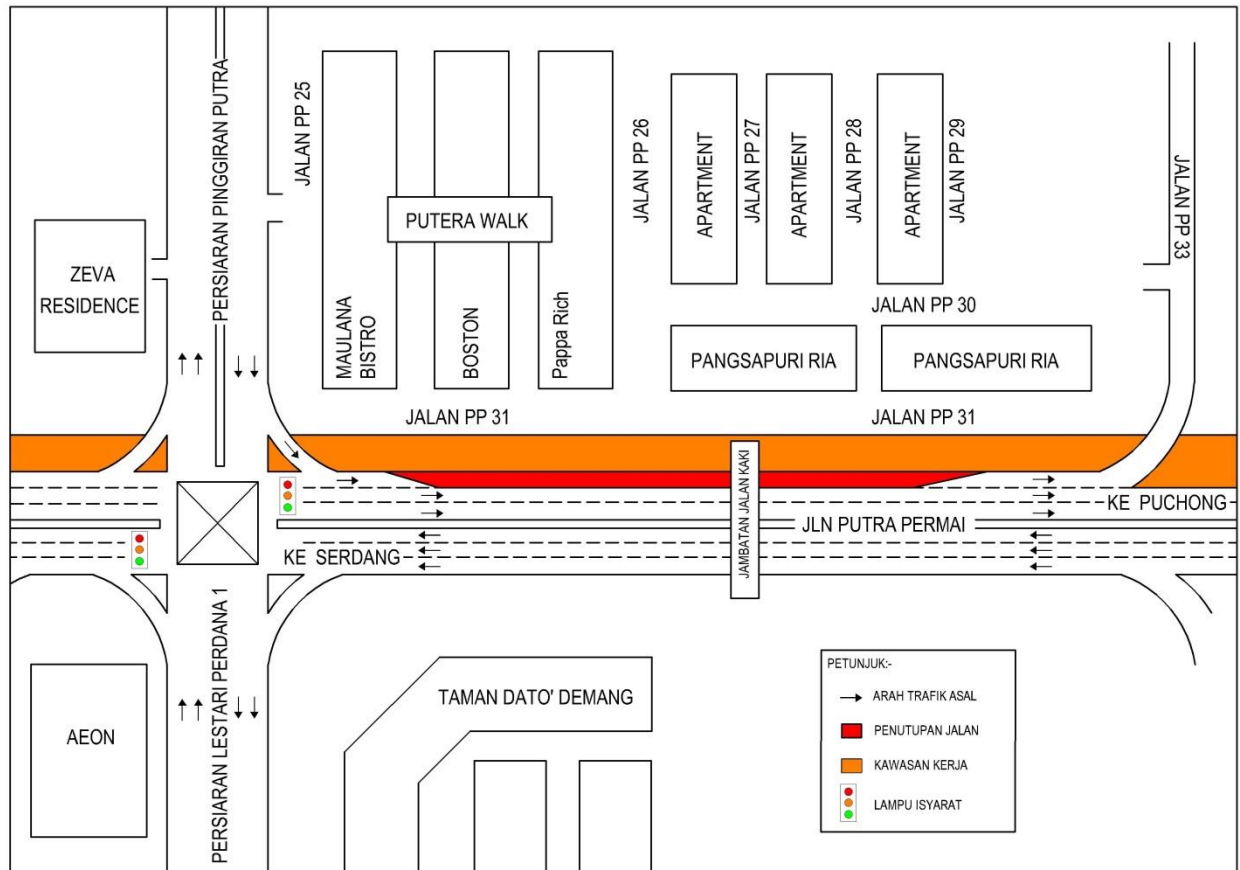 PERSIARAN PINGGIRAN PUTRA
JALAN PP 25
MAULANA
BISTRO
BOSTON
Pappa Rich
PUTERA WALK
JALAN PP 26
APARTMENT
JALAN PP 27
APARTMENT
JALAN PP 28
APARTMENT
JALAN PP 29
JALAN PP 33
ZEVA
RESIDENCE
JALAN PP 30
PANGSAPURI RIA
PANGSAPURI RIA
JALAN PP 31
JALAN PP 31
JAMBATAN JALAN KAKI
KE PUCHONG
JLN PUTRA PERMAI
KE SERDANG
PERSIARAN LESTARI PERDANA 1
AEON
TAMAN DATO' DEMANG
PETUNJUK:-
ARAH TRAFIK ASAL
PENUTUPAN JALAN
KAWASAN KERJA
LAMPU ISYARAT